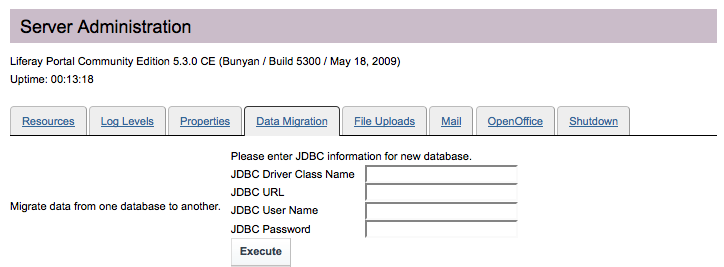 Server Administration
Liferay Portal Community Edition 5.3.0 CE (Bunyan / Build 5300 / May 18, 2009)
Uptime: 00:13:18
Resources Log Levels Properties Data Migration File Uploads Mail OpenOffice Shutdown
Please enter JDBC information for new database.
JDBC Driver Class Name
JDBC URL
Migrate data from one database to another. JDBC User Name
JDBC Password
Execute